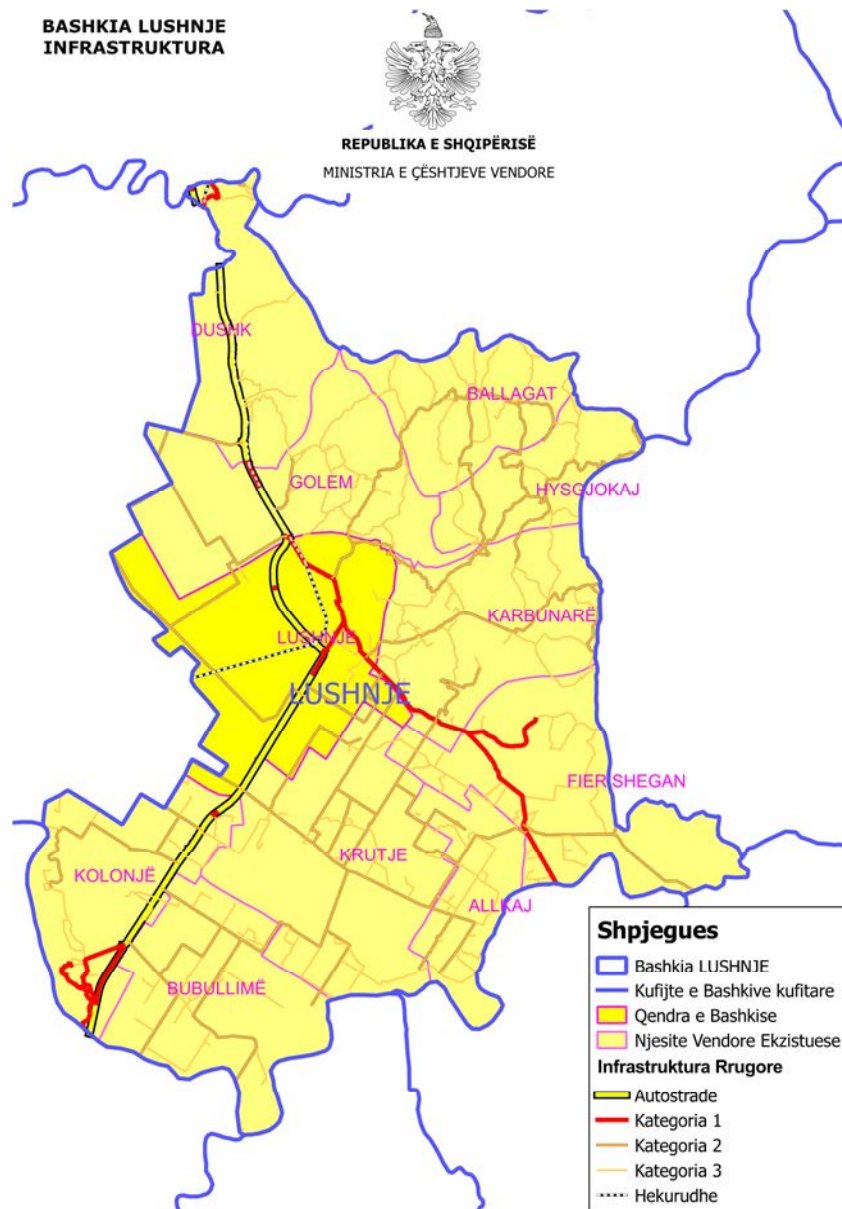 BASHKIA LUSHNJE
INFRASTRUKTURA
REPUBLIKA E SHQIPËRISË
MINISTRIA E ÇËSHTJEVE VENDORE
DUSHK
BALLAGAT
GOLEM
HYSGJOKAJ
KARBUNARË
LUSHNJE
LUSHNJE
FIER SHEGAN
KRUTJE
KOLONJË
ALLKAJ
BUBULLIMË
Shpjegues
Bashkia LUSHNJE
Kufijte e Bashkive kufitare
Qendra e Bashkise
Njesite Vendore Ekzistuese
Infrastruktura Rrugore
Autostrade
Kategoria 1
Kategoria 2
Kategoria 3
Hekurudhe